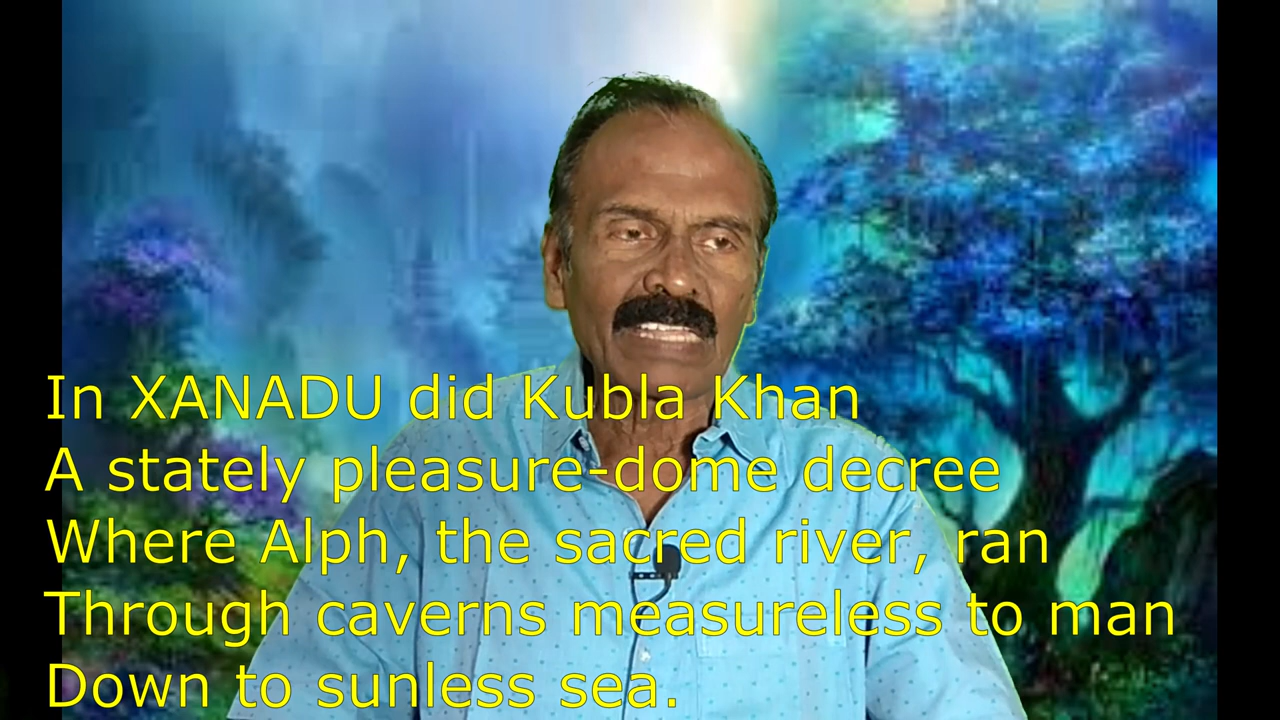 In XANADU did Kubla Khan
A stately pleasure-dome decree
Where Alph, the sacred river, ran
Through caverns measureless to man
Down to sunless sea.